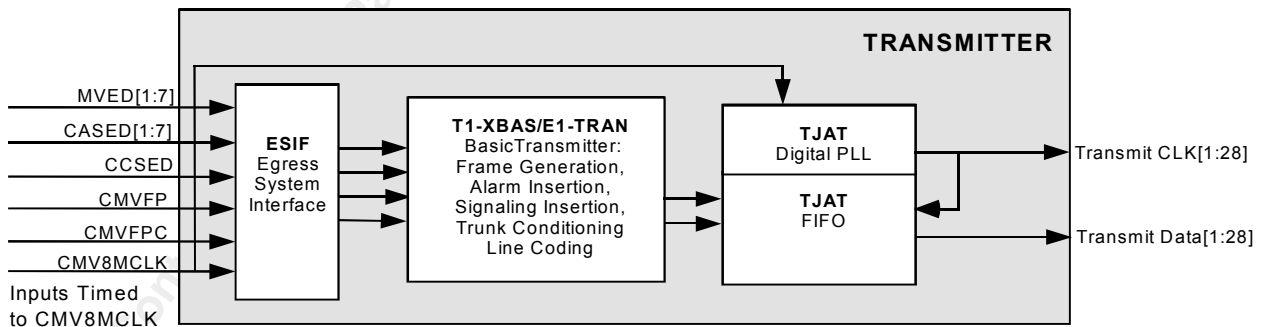 TRANSMITTER
MVED[1:7]
CASED[1:7]
CCSED
CMVFP
CMVFPC
CMV8MCLK
Inputs Timed
to CMV8MCLK
ESIF
Egress
System
Interface
T1-XBAS/E1-TRAN
BasicTransmitter:
Frame Generation,
Alarm Insertion,
Signaling Insertion,
Trunk Conditioning
Line Coding
TJAT
Digital PLL
TJAT
FIFO
Transmit CLK[1:28]
Transmit Data[1:28]